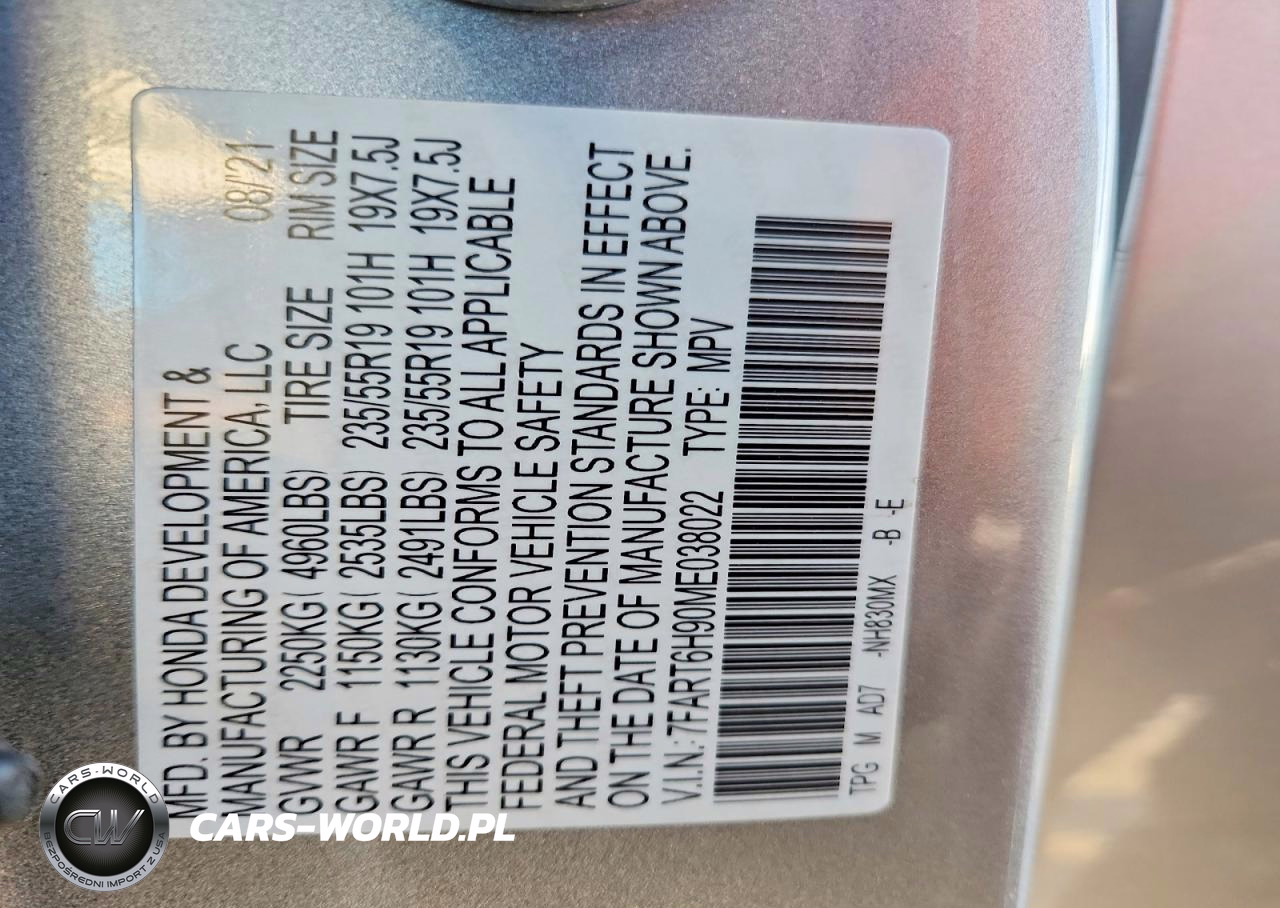 MFD. BY HONDA DEVELOPMENT &
MANUFACTURING OF AMERICA, LLC 08/'21
GVWR 2250KG( 4960LBS) TIRE SIZE RIM SIZE
GAWR F 1150KG( 2535LBS) 235/55R19 101H 19X7.5J
GAWR R 1130KG( 2491LBS) 235/55R19 101H 19X7.5J
THIS VEHICLE CONFORMS TO ALL APPLICABLE
FEDERAL MOTOR VEHICLE SAFETY
AND THEFT PREVENTION STANDARDS IN EFFECT
ON THE DATE OF MANUFACTURE SHOWN ABOVE.
V.I.N.: 7FART6H90ME038022 TYPE: MPV
TPG M AD7 -NH830MX -B -E
CARS-WORLD
CW
BEZPOŚREDNI IMPORT Z USA
CARS-WORLD.PL